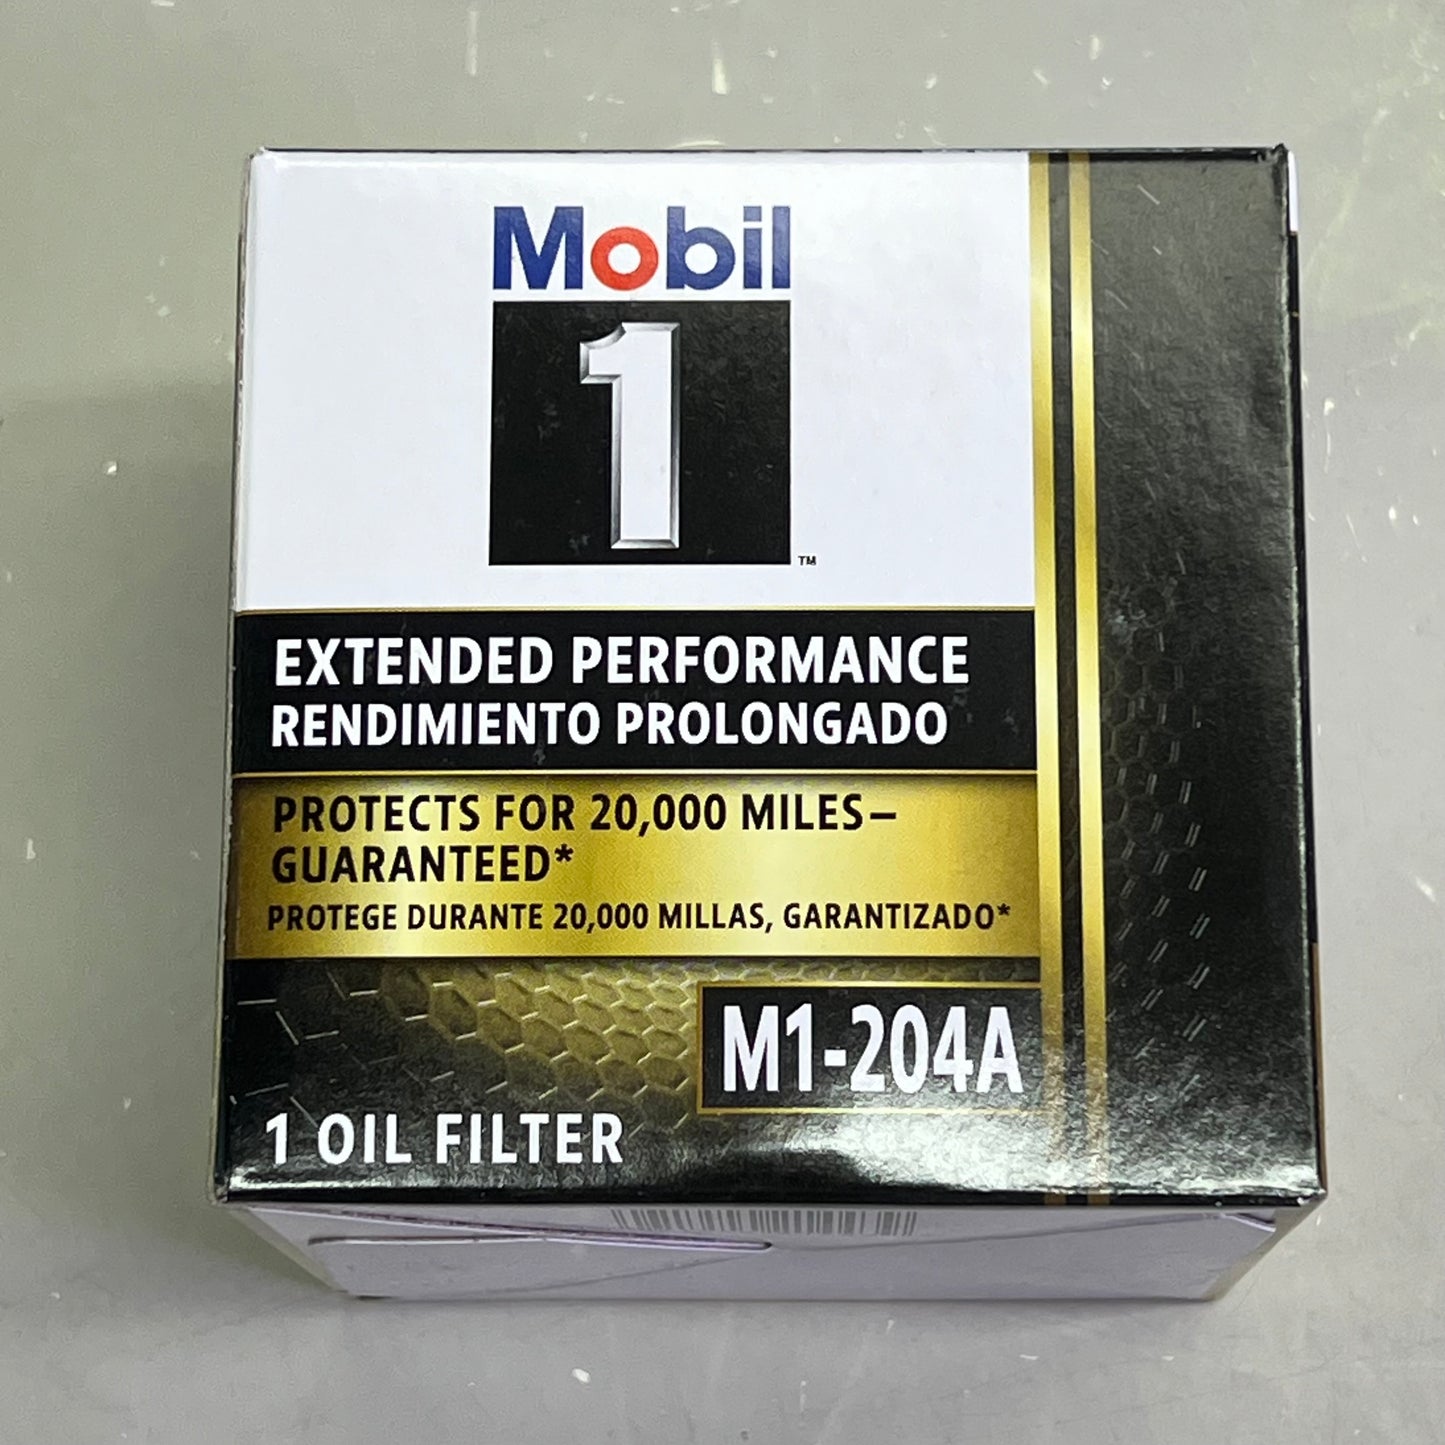 Mobil
1
™
EXTENDED PERFORMANCE
RENDIMIENTO PROLONGADO
PROTECTS FOR 20,000 MILES–
GUARANTEED*
PROTEGE DURANTE 20,000 MILLAS, GARANTIZADO*
M1-204A
1 OIL FILTER